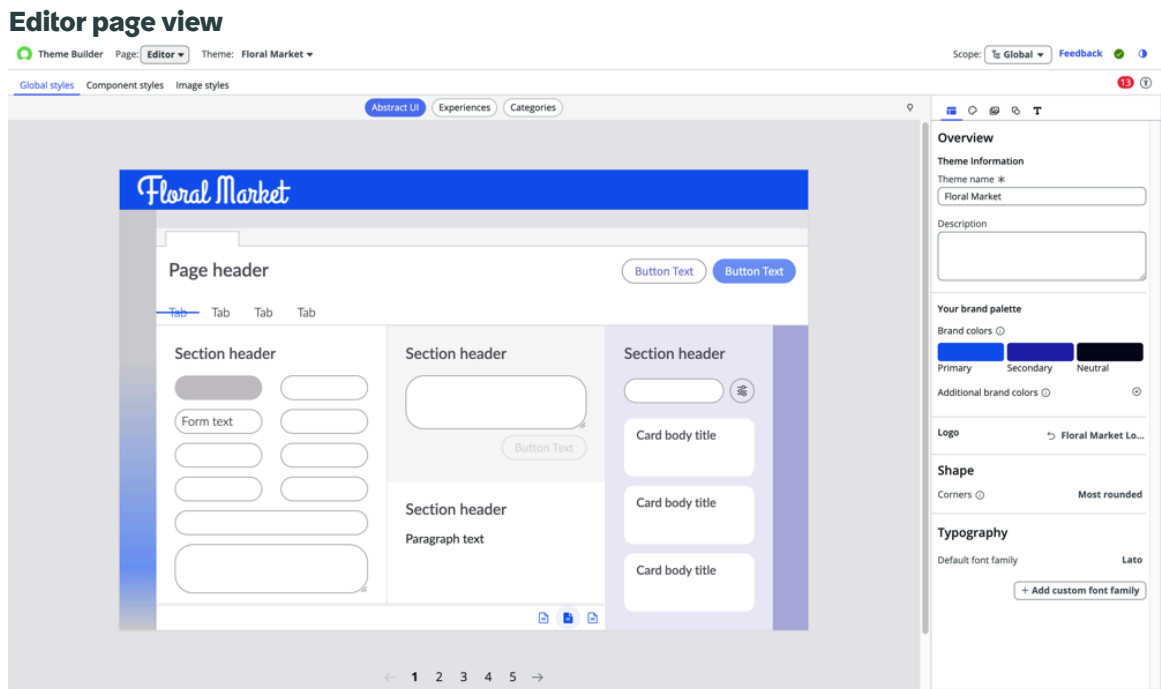 Editor page view
Theme Builder Page: Editor Theme: Floral Market
Scope: Global Feedback
Global styles Component styles Image styles
13
Abstract UI Experiences Categories
Floral Market
Page header
Button Text Button Text
Tab Tab Tab Tab
Section header
Form text
Section header
Button Text
Section header
Paragraph text
Section header
Card body title
Card body title
Card body title
1 2 3 4 5
Overview
Theme Information
Theme name *
Floral Market
Description
Your brand palette
Brand colors
Primary Secondary Neutral
Additional brand colors
Logo Floral Market Lo...
Shape
Corners Most rounded
Typography
Default font family Lato
+ Add custom font family